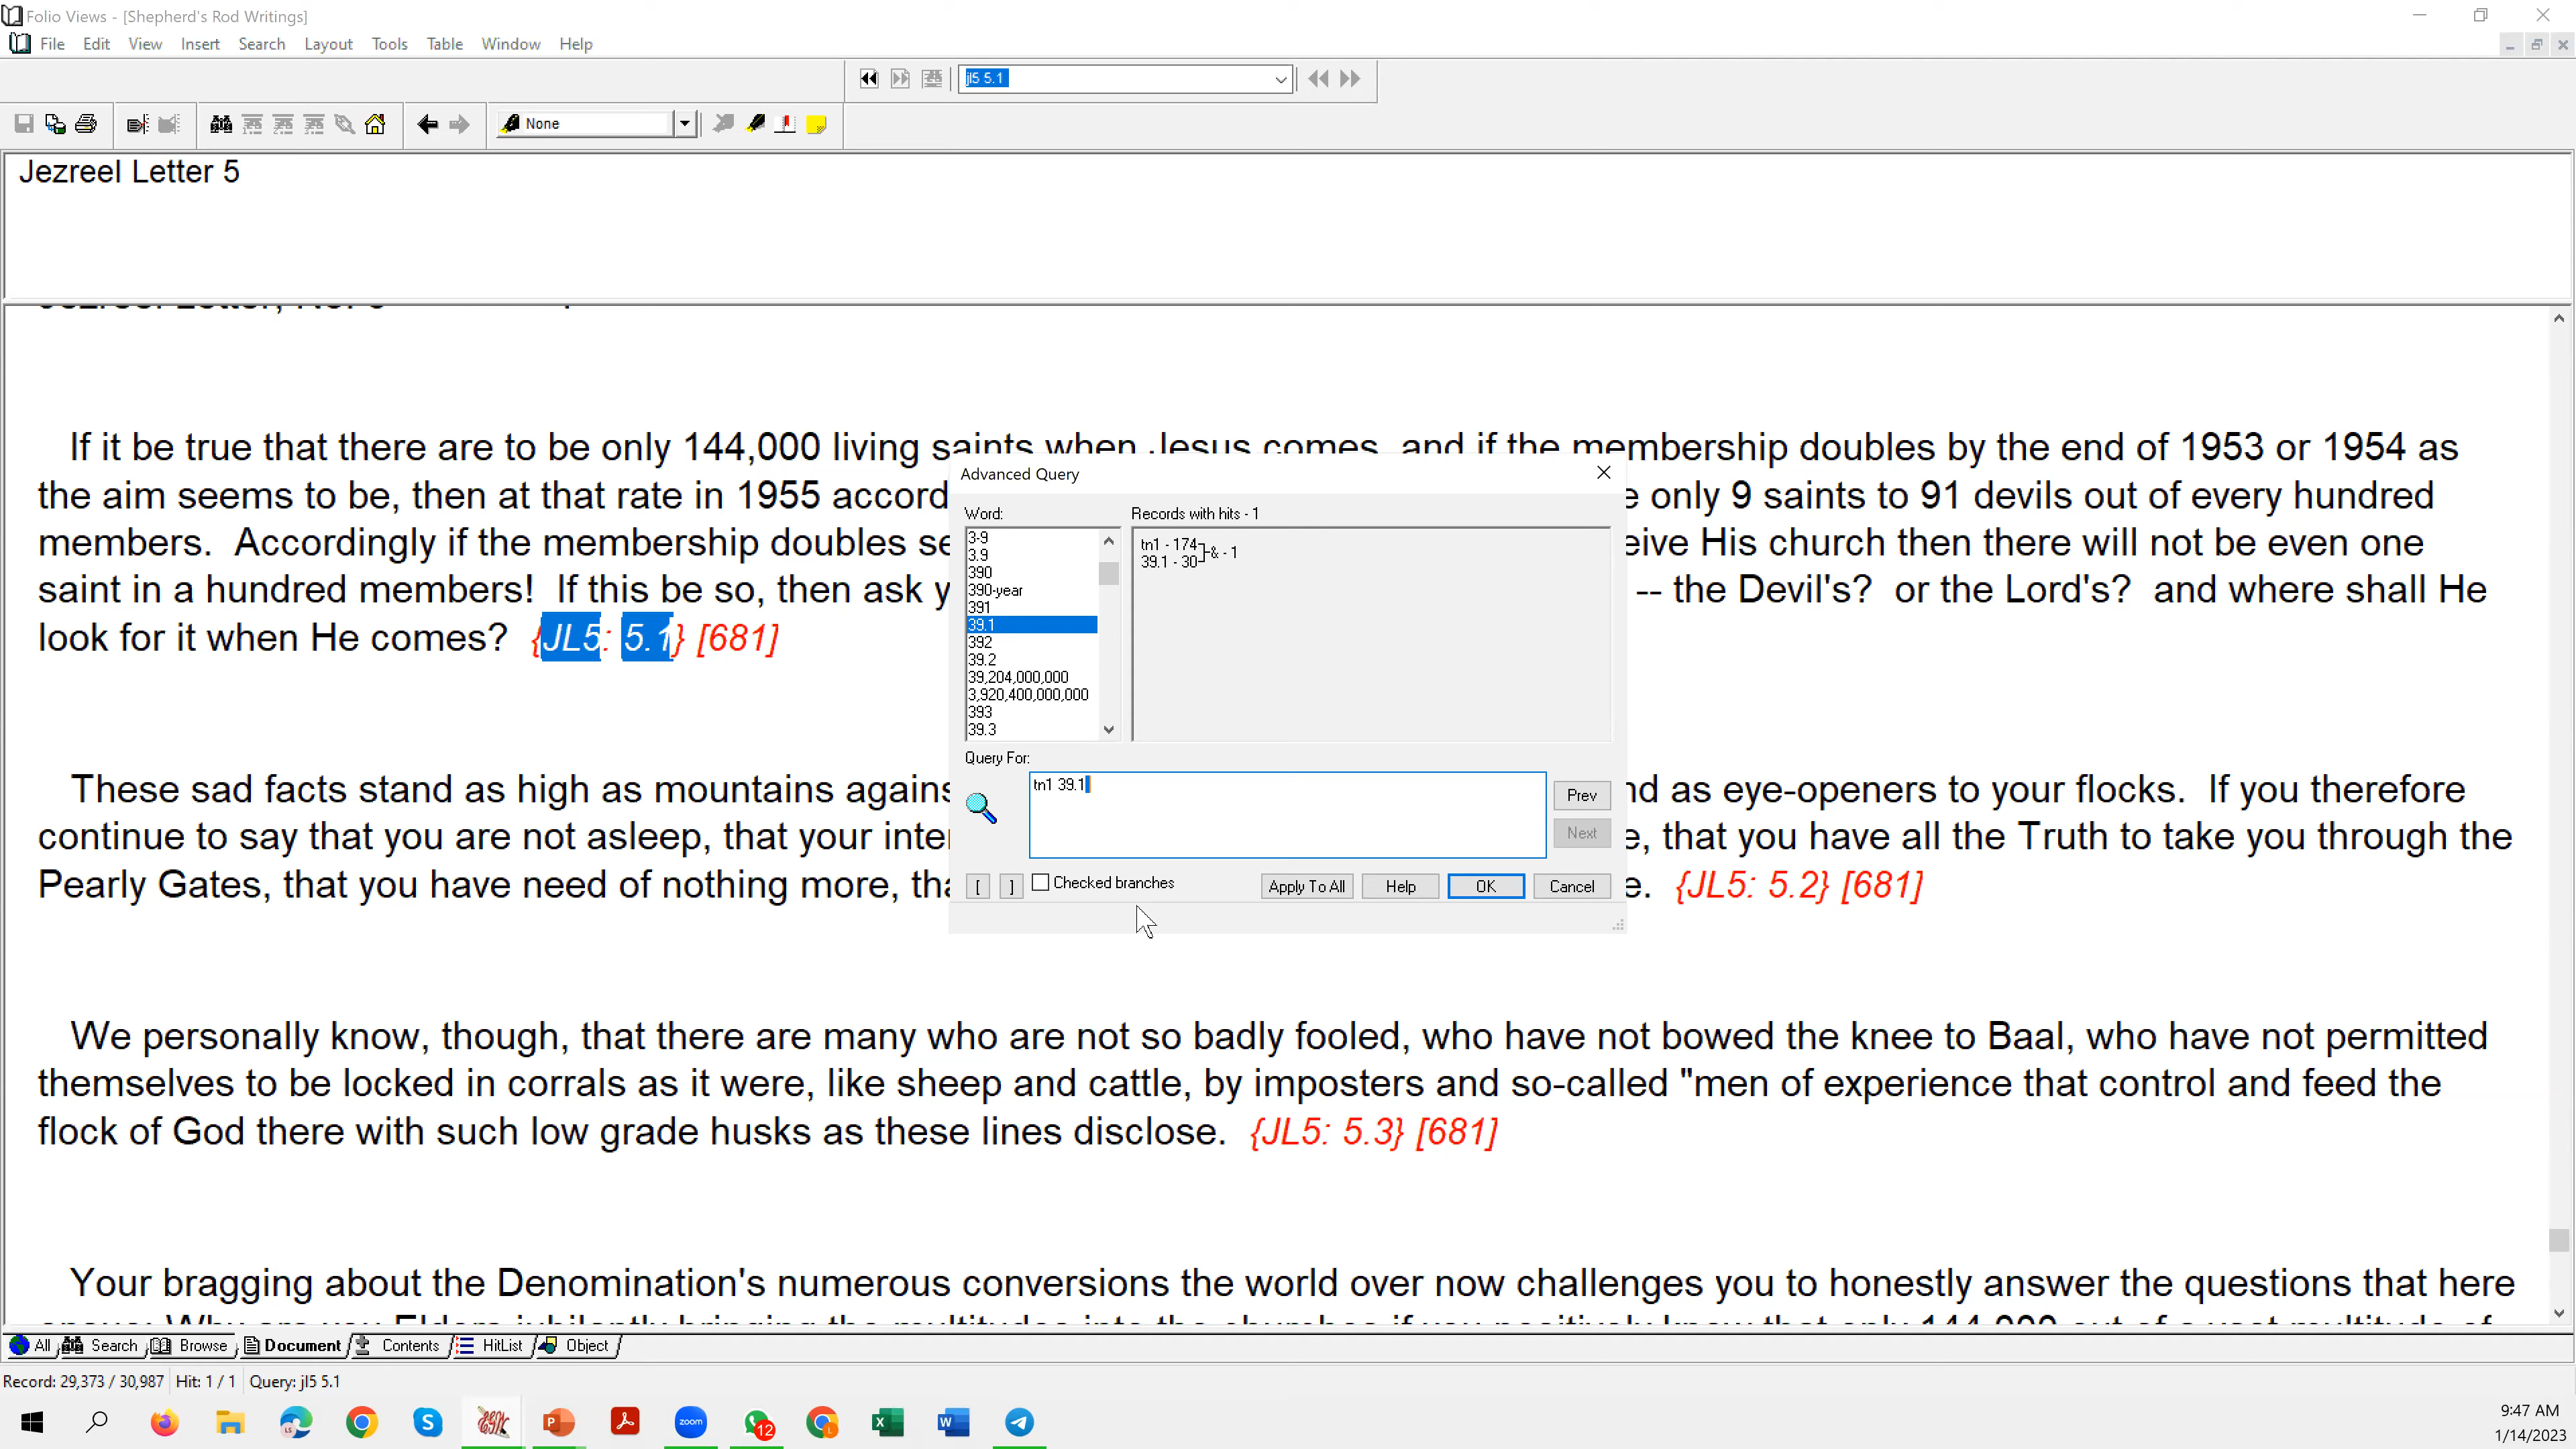 Folio Views - [Shepherd's Rod Writings]
File Edit View Insert Search Layout Tools Table Window Help
jl5 5.1
None
Jezreel Letter 5
If it be true that there are to be only 144,000 living saints when Jesus comes, and if the membership doubles by the end of 1953 or 1954 as
the aim seems to be, then at that rate in 1955 accord e only 9 saints to 91 devils out of every hundred
members. Accordingly if the membership doubles se eive His church then there will not be even one
saint in a hundred members! If this be so, then ask y -- the Devil's? or the Lord's? and where shall He
look for it when He comes? {JL5: 5.1} [681]
These sad facts stand as high as mountains agains nd as eye-openers to your flocks. If you therefore
continue to say that you are not asleep, that your inter e, that you have all the Truth to take you through the
Pearly Gates, that you have need of nothing more, tha e. {JL5: 5.2} [681]
We personally know, though, that there are many who are not so badly fooled, who have not bowed the knee to Baal, who have not permitted
themselves to be locked in corrals as it were, like sheep and cattle, by imposters and so-called "men of experience that control and feed the
flock of God there with such low grade husks as these lines disclose. {JL5: 5.3} [681]
Your bragging about the Denomination's numerous conversions the world over now challenges you to honestly answer the questions that here
Advanced Query
Word:
Records with hits - 1
3-9
3.9
390
390-year
391
39.1
392
39.2
39,204,000,000
3,920,400,000,000
393
39.3
tn1 - 174
39.1 - 30
& - 1
Query For:
tn1 39.1
Prev
Next
[ ] Checked branches Apply To All Help OK Cancel
All Search Browse Document Contents HitList Object
Record: 29,373 / 30,987 Hit: 1 / 1 Query: jl5 5.1
zoom
12
9:47 AM
1/14/2023